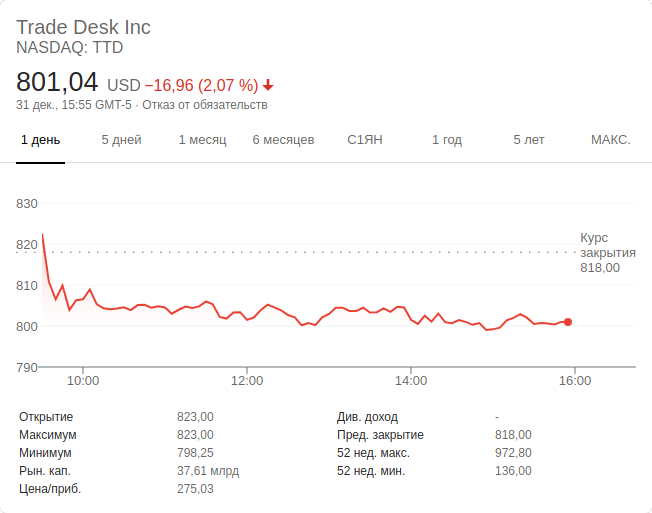 Trade Desk Inc
NASDAQ: TTD
801,04 USD −16,96 (2,07 %)
31 дек., 15:55 GMT-5 · Отказ от обязательств
1 день 5 дней 1 месяц 6 месяцев С1ЯН 1 год 5 лет МАКС.
830
820
810
800
790
Курс
закрытия
818,00
10:00 12:00 14:00 16:00
Открытие 823,00
Максимум 823,00
Минимум 798,25
Рын. кап. 37,61 млрд
Цена/приб. 275,03
Див. доход -
Пред. закрытие 818,00
52 нед. макс. 972,80
52 нед. мин. 136,00